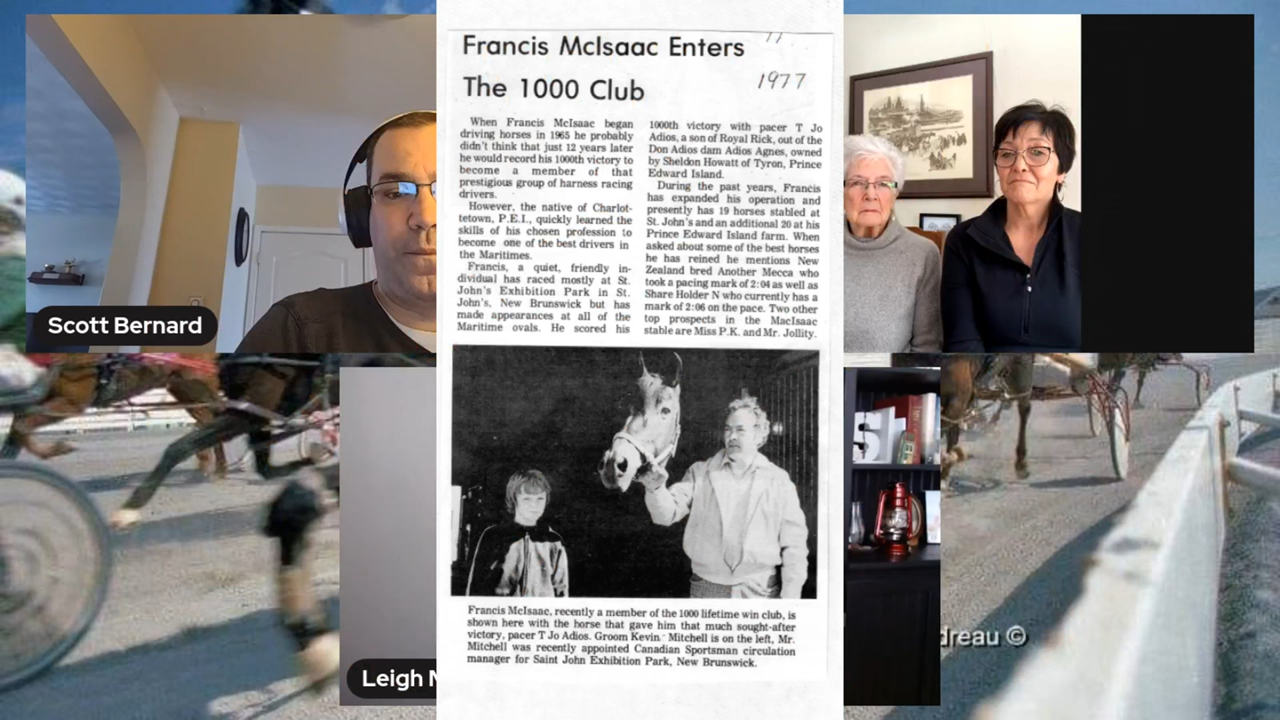 Francis McIsaac Enters
The 1000 Club
1977
When Francis McIsaac began
driving horses in 1965 he probably
didn't think that just 12 years later
he would record his 1000th victory to
become a member of that
prestigious group of harness racing
drivers.
However, the native of Charlot-
tetown, P.E.I., quickly learned the
skills of his chosen profession to
become one of the best drivers in
the Maritimes.
Francis, a quiet, friendly in-
dividual has raced mostly at St.
John's Exhibition Park in St.
John's, New Brunswick but has
made appearances at all of the
Maritime ovals. He scored his
1000th victory with pacer T Jo
Adios, a son of Royal Rick, out of the
Don Adios dam Adios Agnes, owned
by Sheldon Howatt of Tyron, Prince
Edward Island.
During the past years, Francis
has expanded his operation and
presently has 19 horses stabled at
St. John's and an additional 20 at his
Prince Edward Island farm. When
asked about some of the best horses
he has reined he mentions New
Zealand bred Another Mecca who
took a pacing mark of 2:04 as well as
Share Holder N who currently has a
mark of 2:06 on the pace. Two other
top prospects in the MacIsaac
stable are Miss P.K. and Mr. Jollity.
Francis McIsaac, recently a member of the 1000 lifetime win club, is
shown here with the horse that gave him that much sought-after
victory, pacer T Jo Adios. Groom Kevin Mitchell is on the left, Mr.
Mitchell was recently appointed Canadian Sportsman circulation
manager for Saint John Exhibition Park, New Brunswick.
Scott Bernard
Leigh M
St
dreau ©